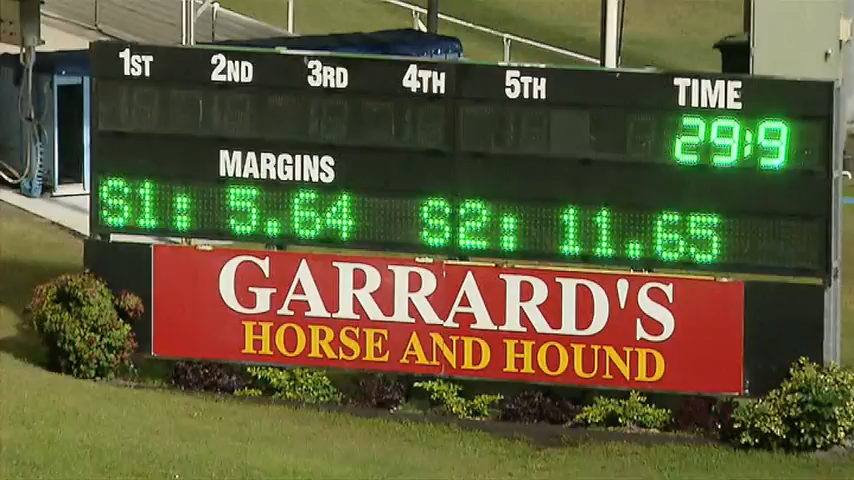 1ST 2ND 3RD 4TH 5TH TIME
29:9
MARGINS
S1: 5.64 S2: 11.65
GARRARD'S
HORSE AND HOUND